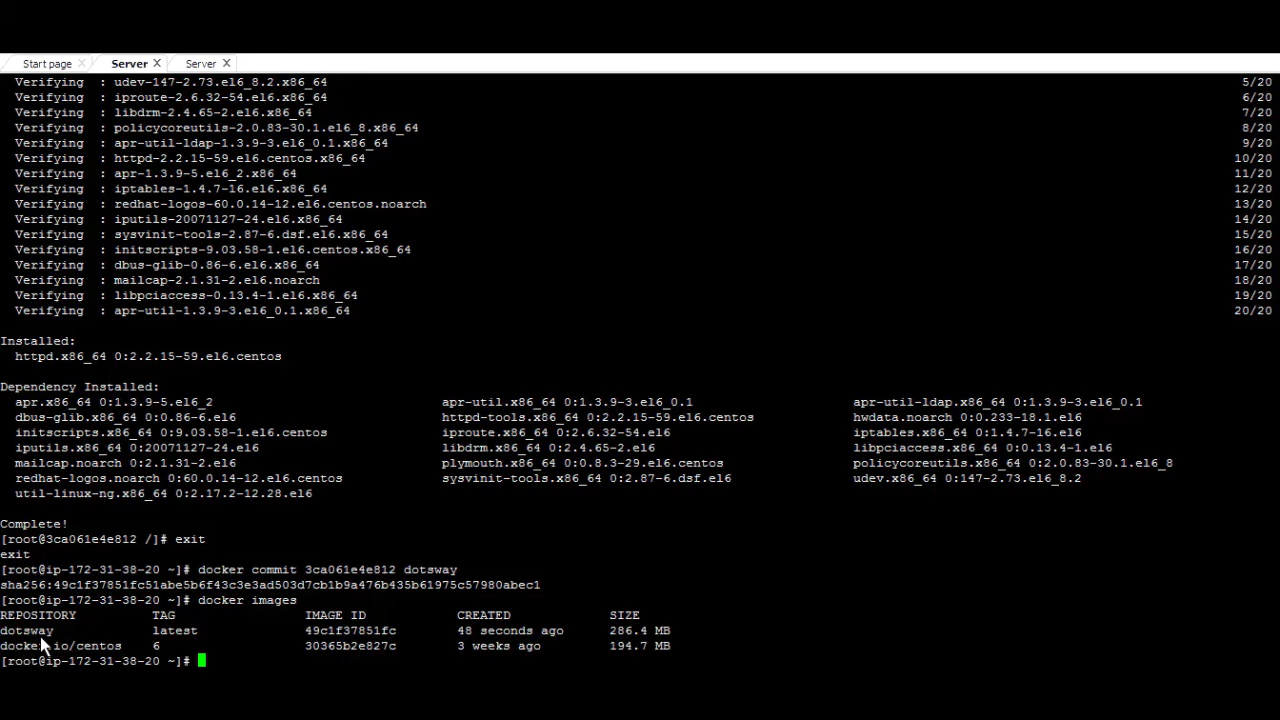 Start page Server Server
Verifying : udev-147-2.73.el6_8.2.x86_64 5/20
Verifying : iproute-2.6.32-54.el6.x86_64 6/20
Verifying : libdrm-2.4.65-2.el6.x86_64 7/20
Verifying : policycoreutils-2.0.83-30.1.el6_8.x86_64 8/20
Verifying : apr-util-ldap-1.3.9-3.el6_0.1.x86_64 9/20
Verifying : httpd-2.2.15-59.el6.centos.x86_64 10/20
Verifying : apr-1.3.9-5.el6_2.x86_64 11/20
Verifying : iptables-1.4.7-16.el6.x86_64 12/20
Verifying : redhat-logos-60.0.14-12.el6.centos.noarch 13/20
Verifying : iputils-20071127-24.el6.x86_64 14/20
Verifying : sysvinit-tools-2.87-6.dsf.el6.x86_64 15/20
Verifying : initscripts-9.03.58-1.el6.centos.x86_64 16/20
Verifying : dbus-glib-0.86-6.el6.x86_64 17/20
Verifying : mailcap-2.1.31-2.el6.noarch 18/20
Verifying : libpciaccess-0.13.4-1.el6.x86_64 19/20
Verifying : apr-util-1.3.9-3.el6_0.1.x86_64 20/20
Installed:
httpd.x86_64 0:2.2.15-59.el6.centos
Dependency Installed:
apr.x86_64 0:1.3.9-5.el6_2 apr-util.x86_64 0:1.3.9-3.el6_0.1 apr-util-ldap.x86_64 0:1.3.9-3.el6_0.1
dbus-glib.x86_64 0:0.86-6.el6 httpd-tools.x86_64 0:2.2.15-59.el6.centos hwdata.noarch 0:0.233-18.1.el6
initscripts.x86_64 0:9.03.58-1.el6.centos iproute.x86_64 0:2.6.32-54.el6 iptables.x86_64 0:1.4.7-16.el6
iputils.x86_64 0:20071127-24.el6 libdrm.x86_64 0:2.4.65-2.el6 libpciaccess.x86_64 0:0.13.4-1.el6
mailcap.noarch 0:2.1.31-2.el6 plymouth.x86_64 0:0.8.3-29.el6.centos policycoreutils.x86_64 0:2.0.83-30.1.el6_8
redhat-logos.noarch 0:60.0.14-12.el6.centos sysvinit-tools.x86_64 0:2.87-6.dsf.el6 udev.x86_64 0:147-2.73.el6_8.2
util-linux-ng.x86_64 0:2.17.2-12.28.el6
Complete!
[root@3ca061e4e812 /]# exit
exit
[root@ip-172-31-38-20 ~]# docker commit 3ca061e4e812 dotsway
sha256:49c1f37851fc51abe5b6f43c3e3ad503d7cb1b9a476b435b61975c57980abec1
[root@ip-172-31-38-20 ~]# docker images
REPOSITORY TAG IMAGE ID CREATED SIZE
dotsway latest 49c1f37851fc 48 seconds ago 286.4 MB
docker.io/centos 6 30365b2e827c 3 weeks ago 194.7 MB
[root@ip-172-31-38-20 ~]#